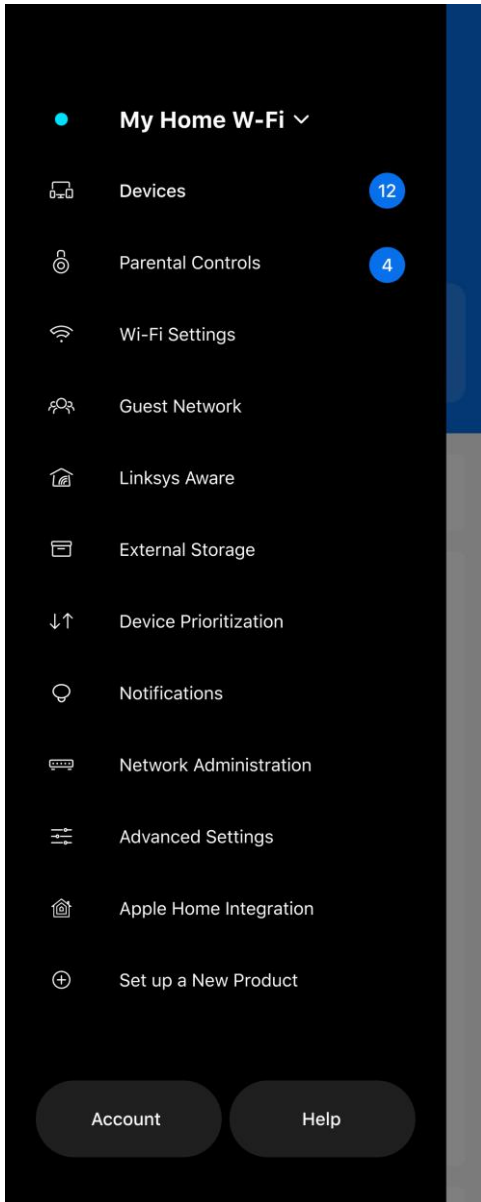 My Home W-Fi
Devices 12
Parental Controls 4
Wi-Fi Settings
Guest Network
Linksys Aware
External Storage
Device Prioritization
Notifications
Network Administration
Advanced Settings
Apple Home Integration
Set up a New Product
Account Help